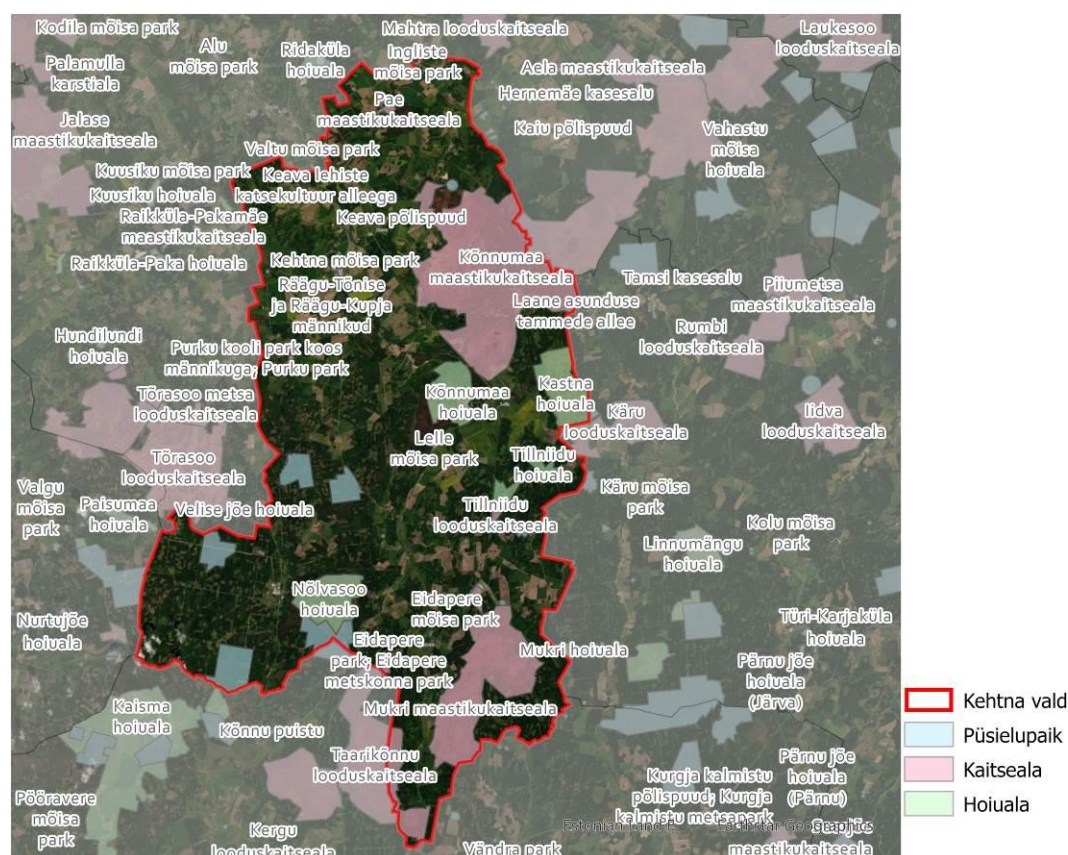 Kodila mõisa park
Mahtra looduskaitseala
Laukesoo
looduskaitseala
Alu
mõisa park
Ridaküla
hoiuala
Ingliste
mõisa park
Palamulla
karstiala
Aela maastikukaitseala
Pae
maastikukaitseala
Hernemäe kasesalu
Jalase
maastikukaitseala
Kaiu põlispuud
Vahastu
mõisa
hoiuala
Valtu mõisa park
Kuusiku mõisa park
Keava lehiste
katsekultuur alleega
Kuusiku hoiuala
Raikküla-Pakamäe
maastikukaitseala
Keava põlispuud
Raikküla-Paka hoiuala
Kehtna mõisa park
Kõnnumaa
maastikukaitseala
Räägu-Tõnise
ja Räägu-Kupja
männikud
Tamsi kasesalu
Piiumetsa
maastikukaitseala
Laane asunduse
tammede allee
Hundilundi
hoiuala
Rumbi
looduskaitseala
Purku kooli park koos
männikuga; Purku park
Tõrasoo metsa
looduskaitseala
Kõnnumaa
hoiuala
Kastna
hoiuala
Käru
looduskaitseala
Iidva
looduskaitseala
Lelle
mõisa park
Tõrasoo
looduskaitseala
Tillniidu
hoiuala
Valgu
mõisa
park
Paisumaa
hoiuala
Velise jõe hoiuala
Tillniidu
looduskaitseala
Käru mõisa
park
Kolu mõisa
park
Linnumängu
hoiuala
Nõlvasoo
hoiuala
Eidapere
mõisa park
Nurtujõe
hoiuala
Türi-Karjaküla
hoiuala
Eidapere
park; Eidapere
metskonna park
Mukri hoiuala
Pärnu jõe
hoiuala
(Järva)
Kaisma
hoiuala
Mukri maastikukaitseala
Kõnnu puistu
Taarikõnnu
looduskaitseala
Pärnu jõe
hoiuala
(Pärnu)
Kurgja kalmistu
põlispuud; Kurgja
kalmistu metsapark
Pööravere
mõisa
park
Kergu
looduskaitseala
Vändra park
maastikukaitseala
Kehtna vald
Püsielupaik
Kaitseala
Hoiuala